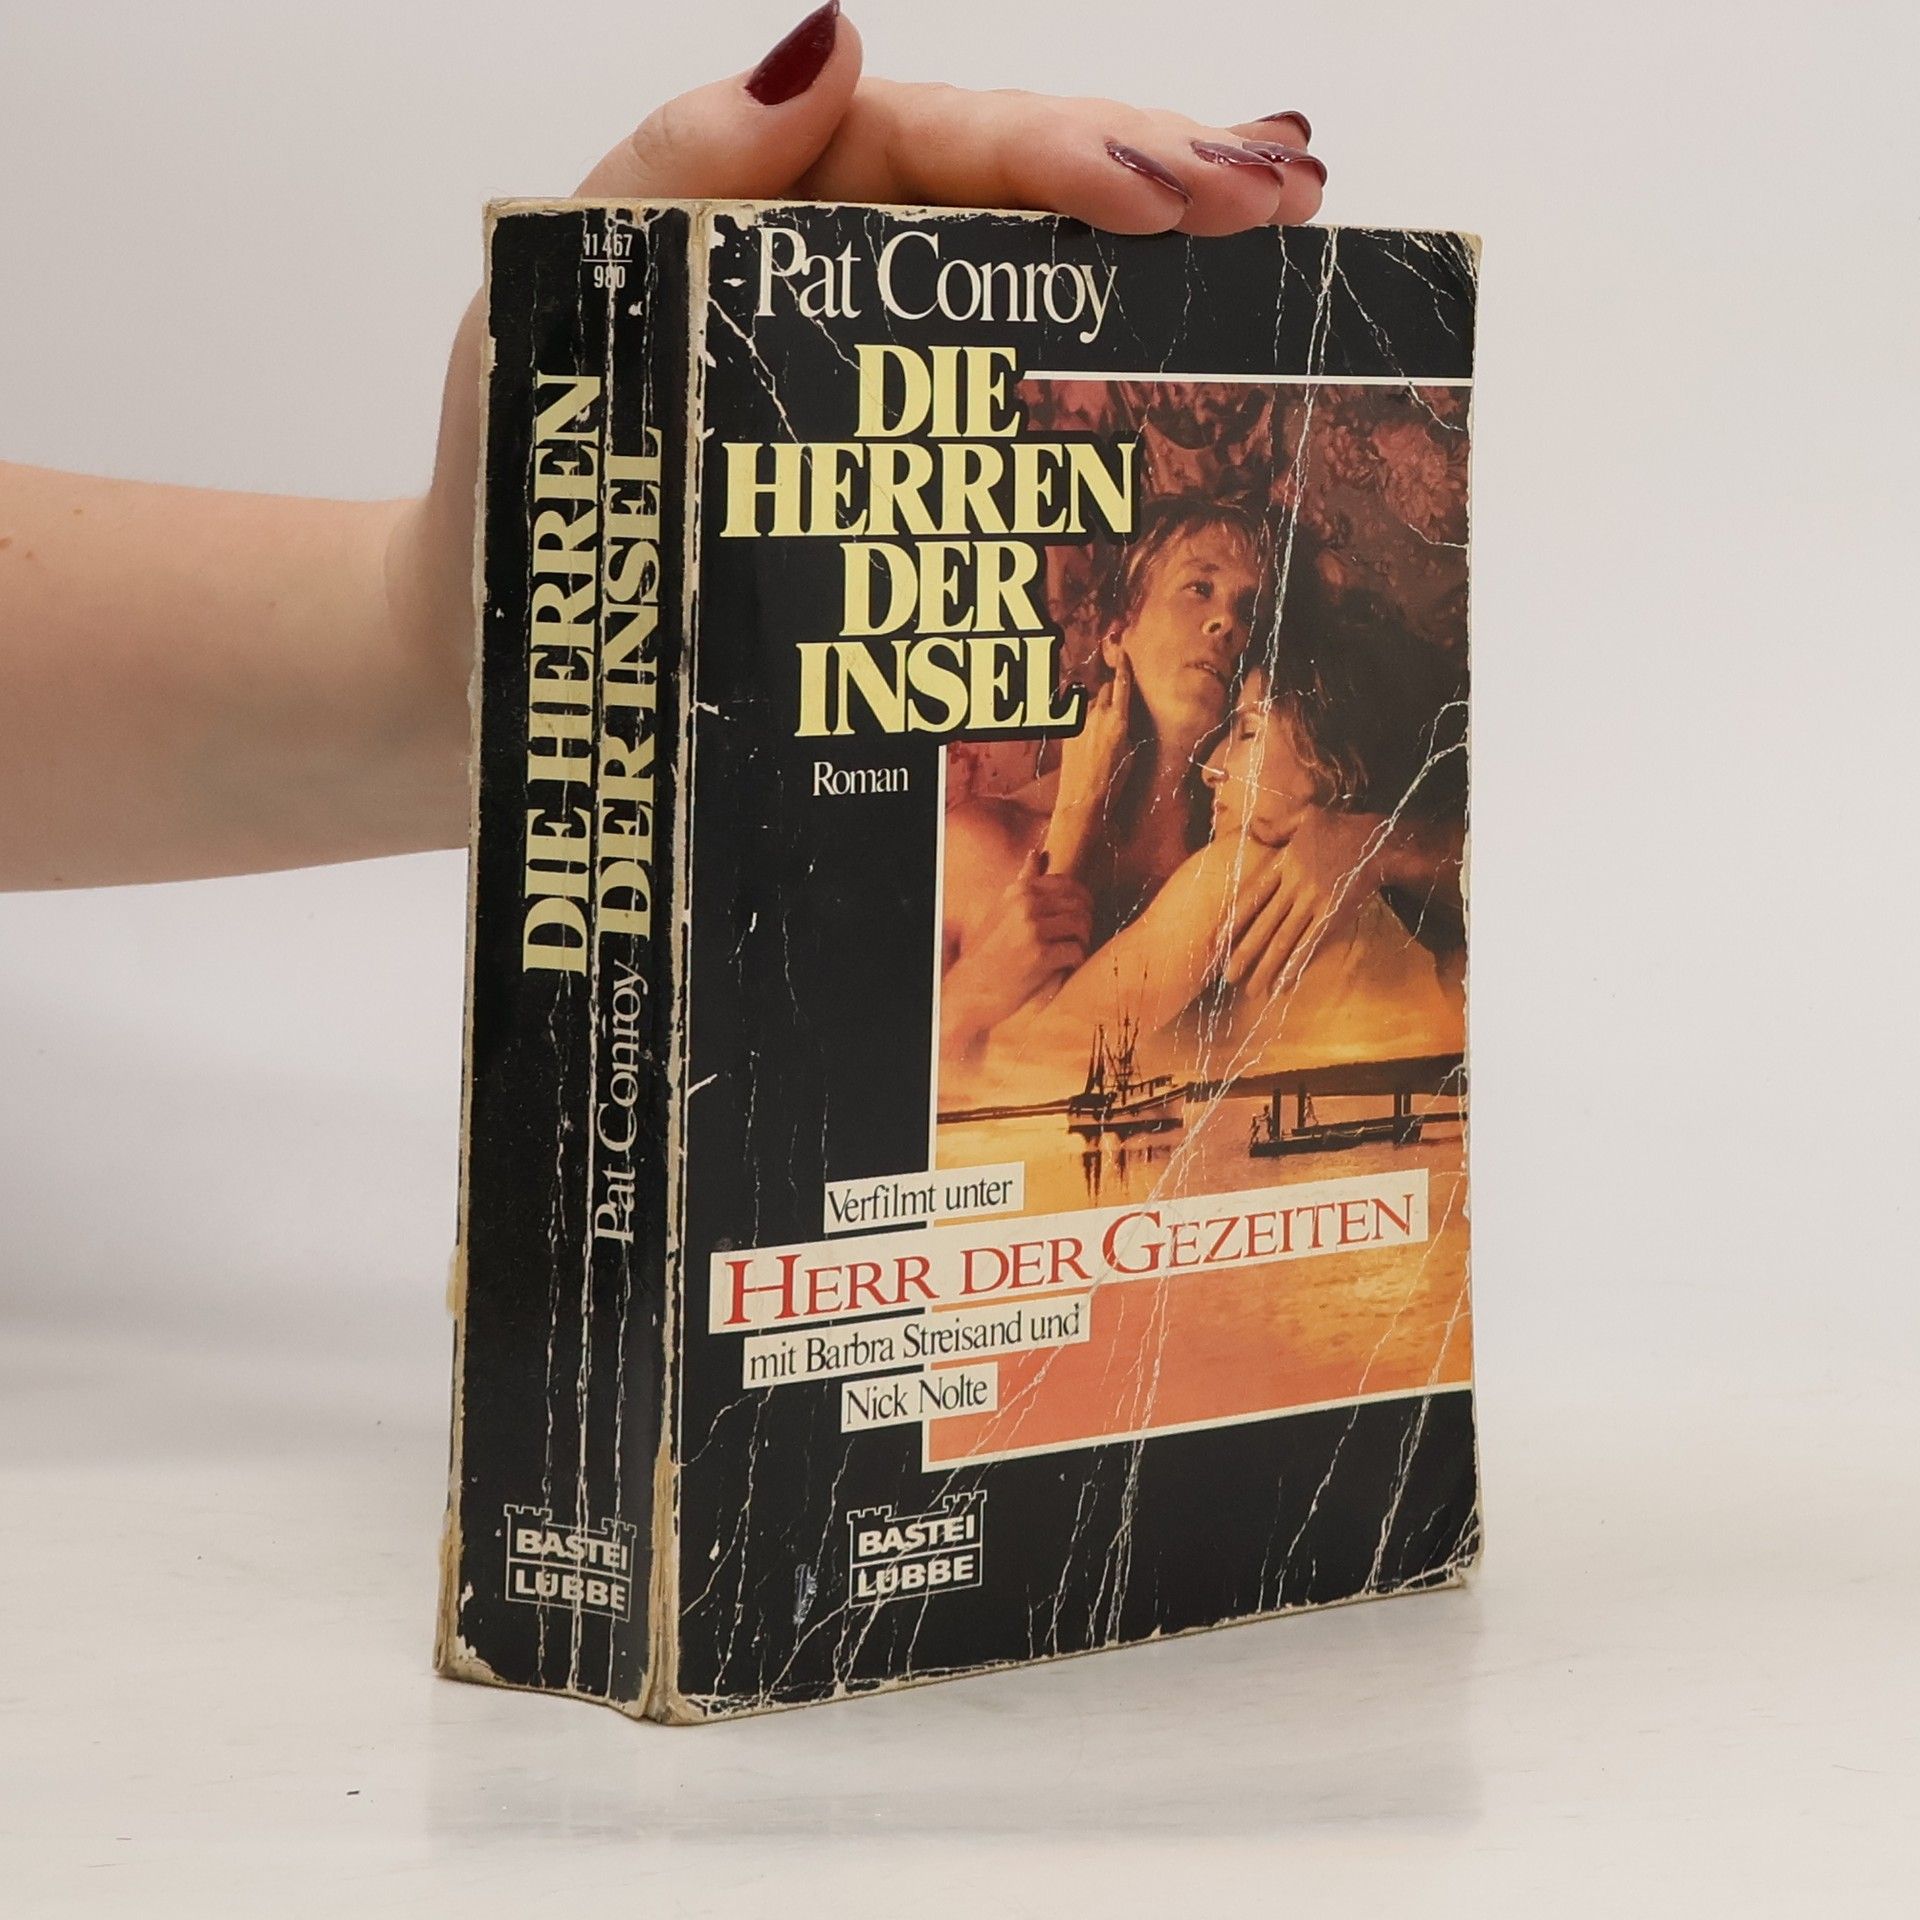 11467
980
DIE HERREN
DER INSEL
Pat Conroy
BASTEI
LÜBBE
Pat Conroy
DIE
HERREN
DER
INSEL
Roman
Verfilmt unter
HERR DER GEZEITEN
mit Barbra Streisand und
Nick Nolte
BASTEI
LÜBBE